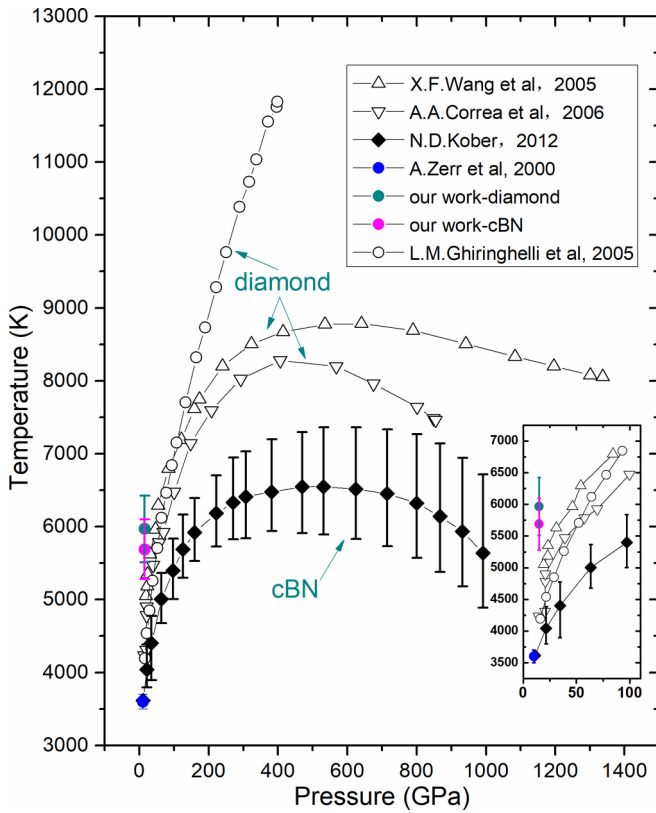 13000
12000
11000
10000
9000
8000
7000
6000
5000
4000
3000
Temperature (K)
X.F.Wang et al, 2005
A.A.Correa et al, 2006
N.D.Kober, 2012
A.Zerr et al, 2000
our work-diamond
our work-cBN
L.M.Ghiringhelli et al, 2005
diamond
cBN
7000
6500
6000
5500
5000
4500
4000
3500
0 50 100
0 200 400 600 800 1000 1200 1400
Pressure (GPa)